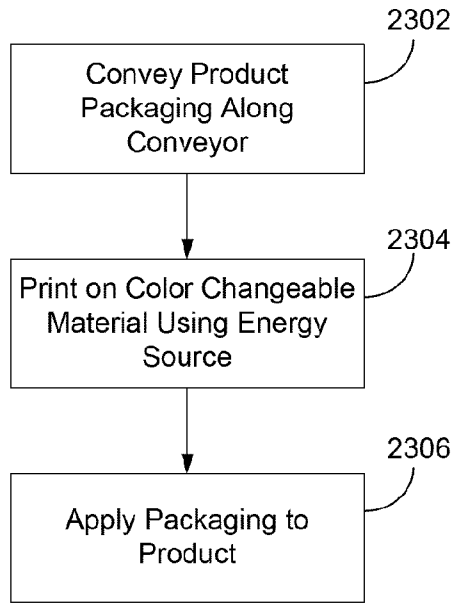 2302
Convey Product
Packaging Along
Conveyor
2304
Print on Color Changeable
Material Using Energy
Source
2306
Apply Packaging to
Product